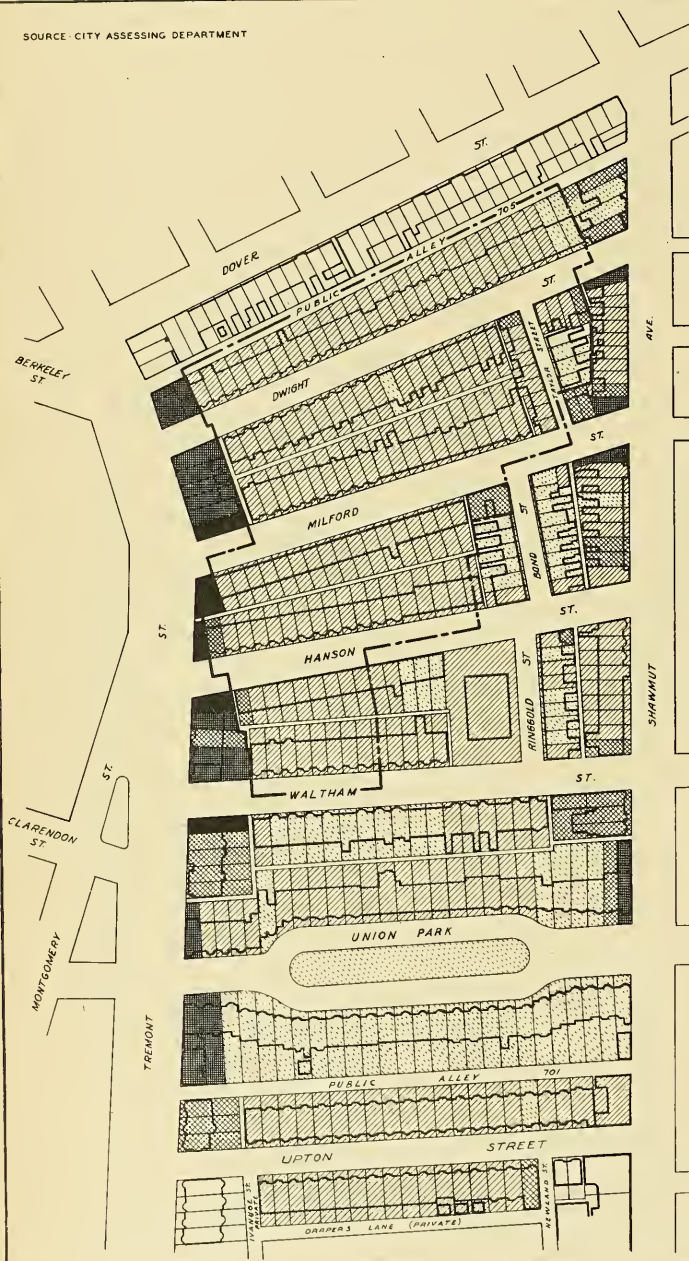 SOURCE - CITY ASSESSING DEPARTMENT
DOVER ST.
PUBLIC ALLEY 705
BERKELEY
ST.
DWIGHT ST.
STREET
AVE.
MILFORD ST.
BOND ST
HANSON ST.
ST.
RINGGOLD ST
SHAWMUT
WALTHAM ST.
ST.
CLARENDON
ST.
UNION PARK
MONTGOMERY
TREMONT
PUBLIC ALLEY 701
UPTON STREET
IVANHOE ST.
PRIVATE
NEWLAND ST.
DRAPERS LANE (PRIVATE)